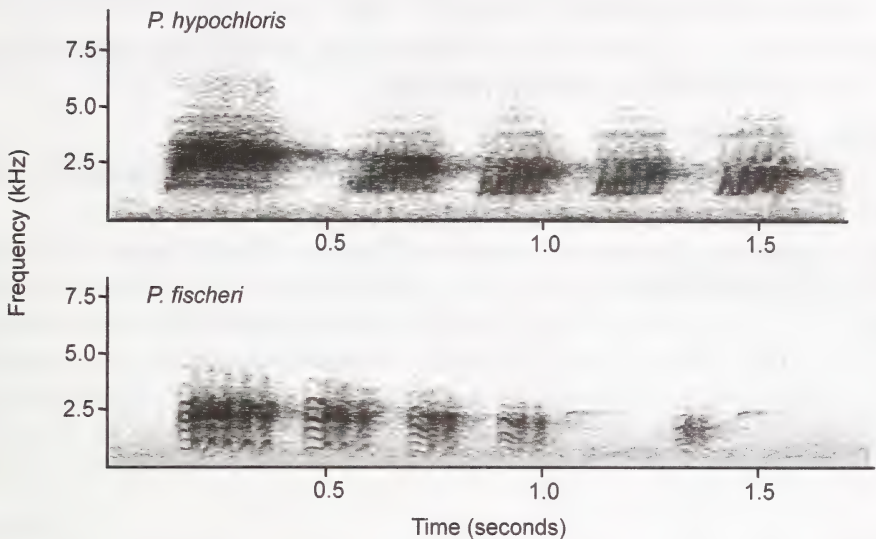 P. hypochloris
7.5
5.0
2.5
0.5 1.0 1.5
Frequency (kHz)
P. fischeri
7.5
5.0
2.5
0.5 1.0 1.5
Time (seconds)